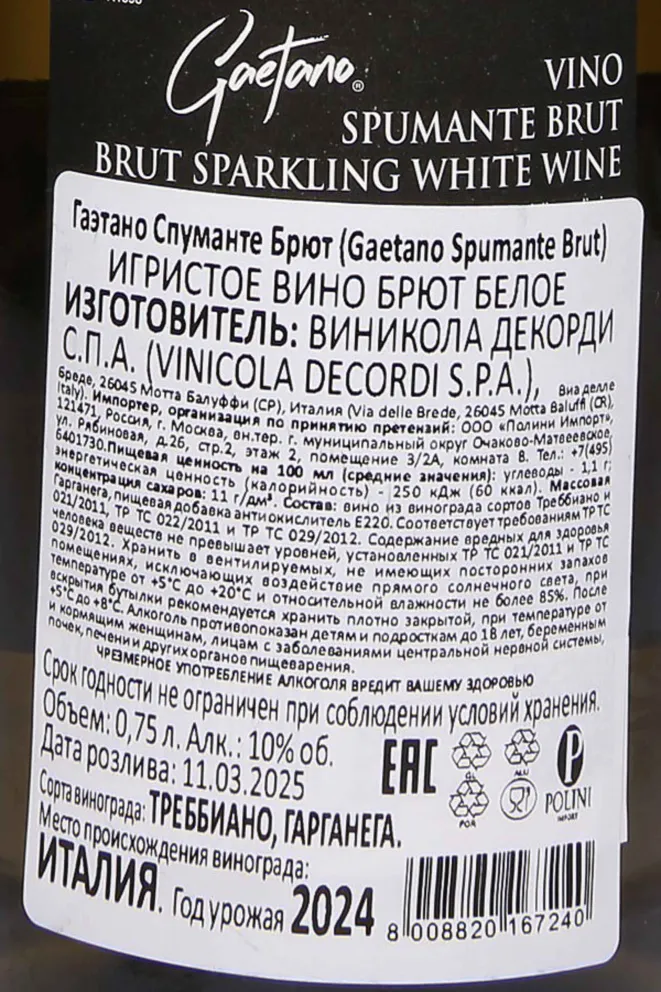 Gaetano®
VINO
SPUMANTE BRUT
BRUT SPARKLING WHITE WINE
Гаэтано Спуманте Брют (Gaetano Spumante Brut)
ИГРИСТОЕ ВИНО БРЮТ БЕЛОЕ
ИЗГОТОВИТЕЛЬ: ВИНИКОЛА ДЕКОРДИ
С.П.А. (VINICOLA DECORDI S.P.A.), Виа делле
Бреде, 26045 Мотта Балуффи (СР), Италия (Via delle Brede, 26045 Motta Baluffi (CR),
Italy). Импортер, организация по принятию претензий: ООО «Полини Импорт»,
121471, Россия, г. Москва, вн.тер. г. муниципальный округ Очаково-Матвеевское,
ул. Рябиновая, д.26, стр.2, этаж 2, помещение 3/2А, комната 8. Тел.: +7(495)
6401730.Пищевая ценность на 100 мл (средние значения): углеводы - 1,1 г;
энергетическая ценность (калорийность) - 250 кДж (60 ккал). Массовая
концентрация сахаров: 11 г/дм³. Состав: вино из винограда сортов Треббиано и
Гарганега, пищевая добавка антиокислитель Е220. Соответствует требованиям ТР ТС
021/2011, ТР ТС 022/2011 и ТР ТС 029/2012. Содержание вредных для здоровья
человека веществ не превышает уровней, установленных ТР ТС 021/2011 и ТР ТС
029/2012. Хранить в вентилируемых, не имеющих посторонних запахов
помещениях, исключающих воздействие прямого солнечного света, при
температуре от +5°С до +20°С и относительной влажности не более 85%. После
вскрытия бутылки рекомендуется хранить плотно закрытой, при температуре от
+5°С до +8°С. Алкоголь противопоказан детям и подросткам до 18 лет, беременным
и кормящим женщинам, лицам с заболеваниями центральной нервной системы,
почек, печени и других органов пищеварения.
ЧРЕЗМЕРНОЕ УПОТРЕБЛЕНИЕ АЛКОГОЛЯ ВРЕДИТ ВАШЕМУ ЗДОРОВЬЮ
Срок годности не ограничен при соблюдении условий хранения.
Объем: 0,75 л. Алк.: 10% об.
Дата розлива: 11.03.2025
EAC
GL
ALU
FOR
P
POLINI
IMPORT
Сорта винограда: ТРЕББИАНО, ГАРГАНЕГА.
Место происхождения винограда:
ИТАЛИЯ. Год урожая 2024
8 008820 167240